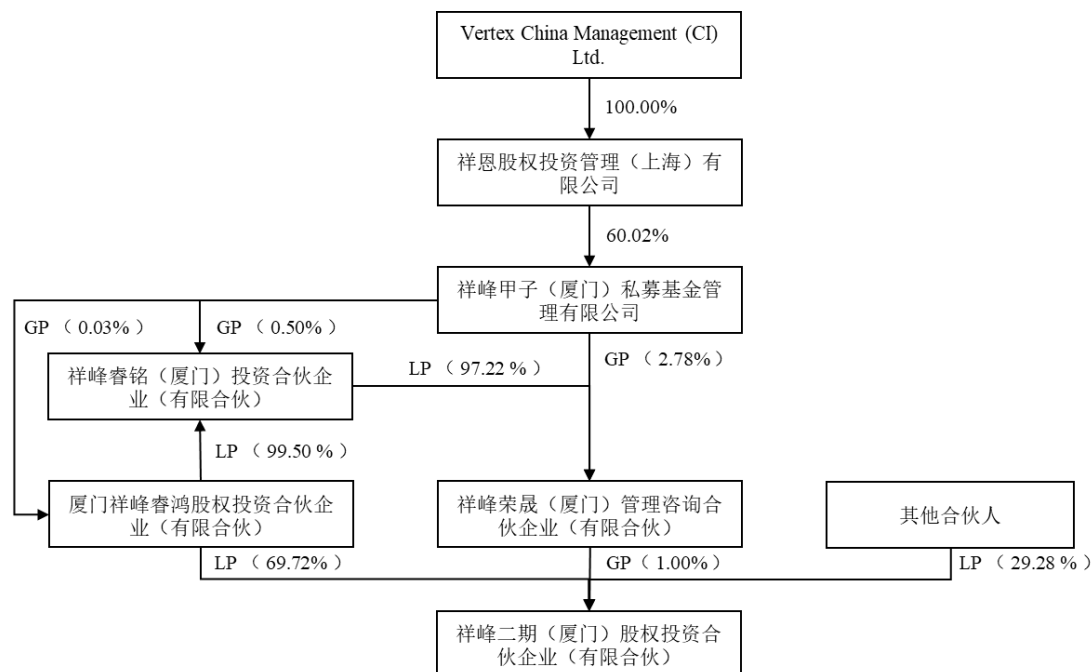 Vertex China Management (CI)
Ltd.
100.00%
祥恩股权投资管理（上海）有
限公司
60.02%
祥峰甲子（厦门）私募基金管
理有限公司
GP （ 0.03%）
GP （ 0.50%）
GP （ 2.78%）
LP （ 97.22 %）
祥峰睿铭（厦门）投资合伙企
业（有限合伙）
LP （ 99.50 %）
厦门祥峰睿鸿股权投资合伙企
业（有限合伙）
祥峰荣晟（厦门）管理咨询合
伙企业（有限合伙）
其他合伙人
LP （ 69.72%）
GP（ 1.00%）
LP （ 29.28 %）
祥峰二期（厦门）股权投资合
伙企业（有限合伙）